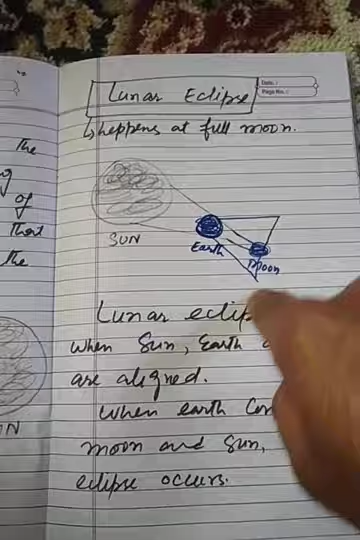 the
of
that
the
N
Lunar Eclipse
Date :
Page No. :
↳ happens at full moon.
SUN
Earth
Moon
Lunar
when Sun, Earth
are aligned.
When earth
moon and Sun,
eclipse occurs.